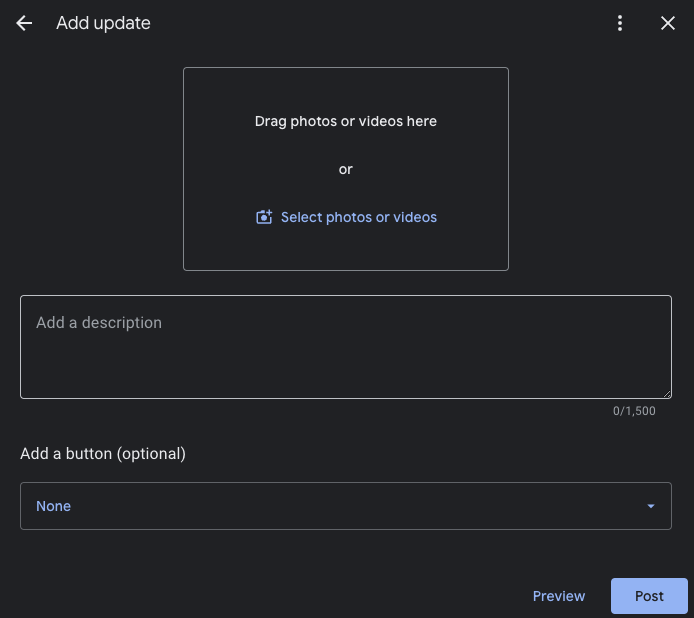 Add update
Drag photos or videos here
or
Select photos or videos
Add a description
0/1,500
Add a button (optional)
None
Preview
Post